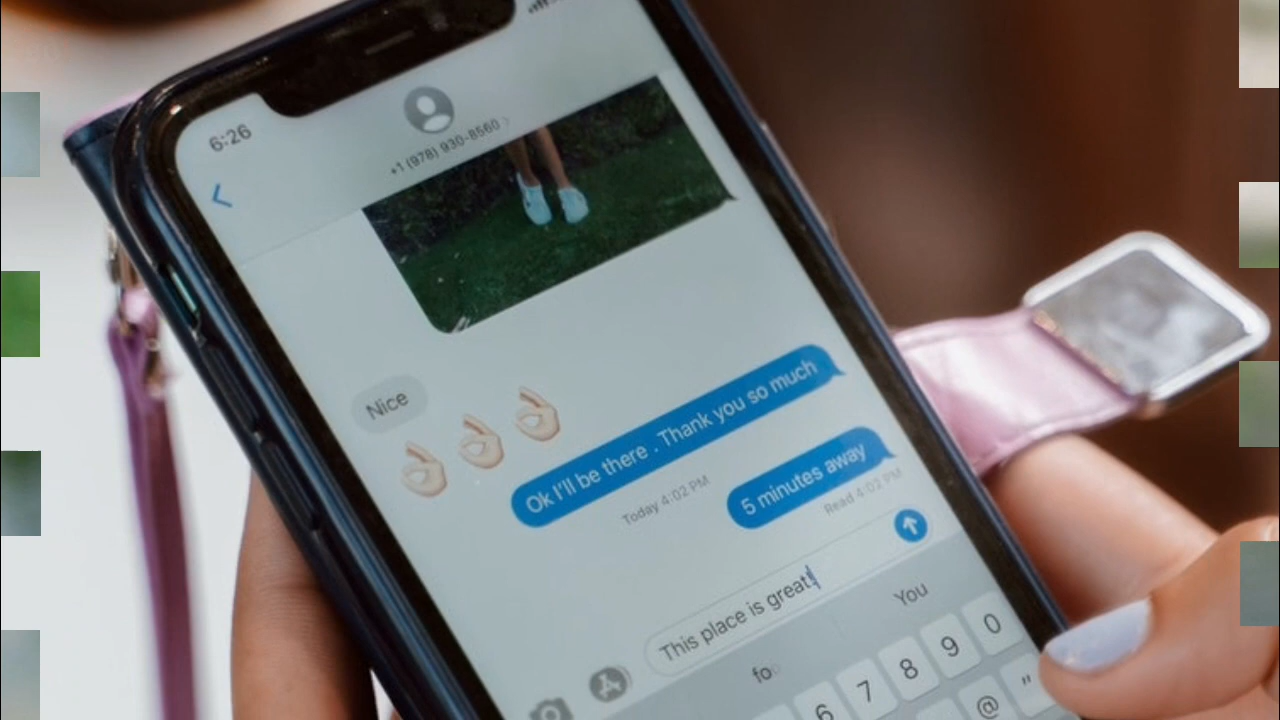 6:26
+1 (978) 930-8560
Nice
👌🏻👌🏻👌🏻
Ok I'll be there . Thank you so much
Today 4:02 PM
5 minutes away
Read 4:02 PM
This place is great!
You
6 7 8 9 0
@ "